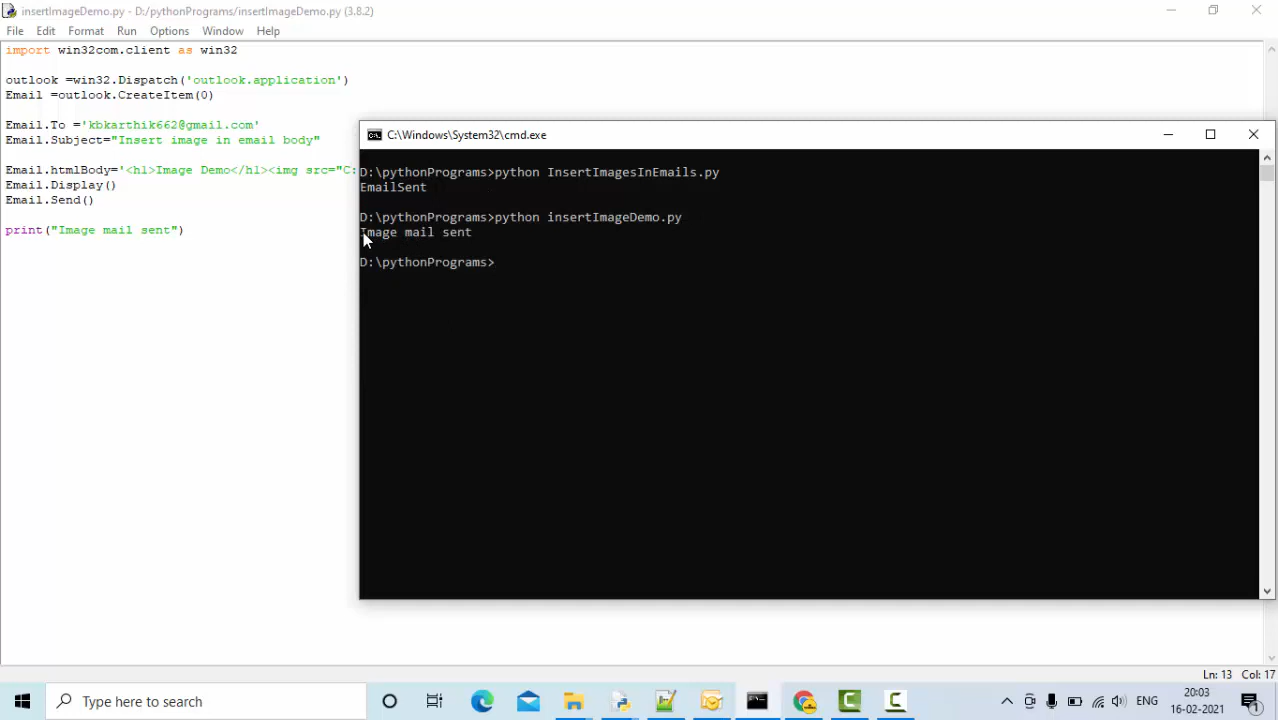 insertImageDemo.py - D:/pythonPrograms/insertImageDemo.py (3.8.2)
File Edit Format Run Options Window Help
import win32com.client as win32
outlook =win32.Dispatch('outlook.application')
Email =outlook.CreateItem(0)
Email.To ='kbkarthik662@gmail.com'
Email.Subject="Insert image in email body"
Email.htmlBody='<h1>Image Demo</h1><img src="C:
Email.Display()
Email.Send()
print("Image mail sent")
C:\Windows\System32\cmd.exe
D:\pythonPrograms>python InsertImagesInEmails.py
EmailSent
D:\pythonPrograms>python insertImageDemo.py
Image mail sent
D:\pythonPrograms>
Ln: 13 Col: 17
Type here to search
ENG
20:03
16-02-2021
1